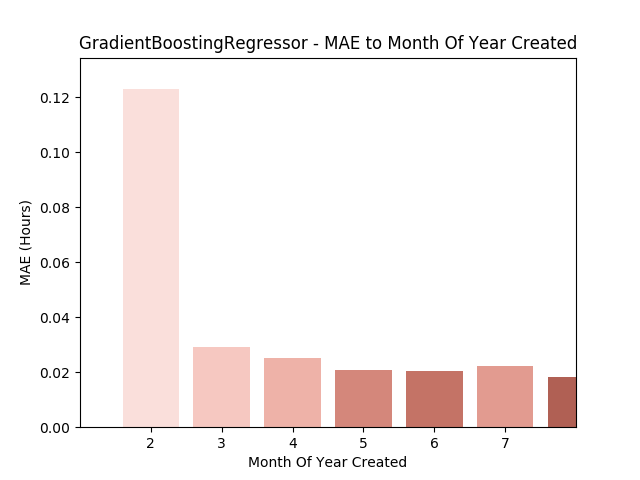 GradientBoostingRegressor - MAE to Month Of Year Created
0.12
0.10
0.08
0.06
0.04
0.02
0.00
MAE (Hours)
2 3 4 5 6 7
Month Of Year Created